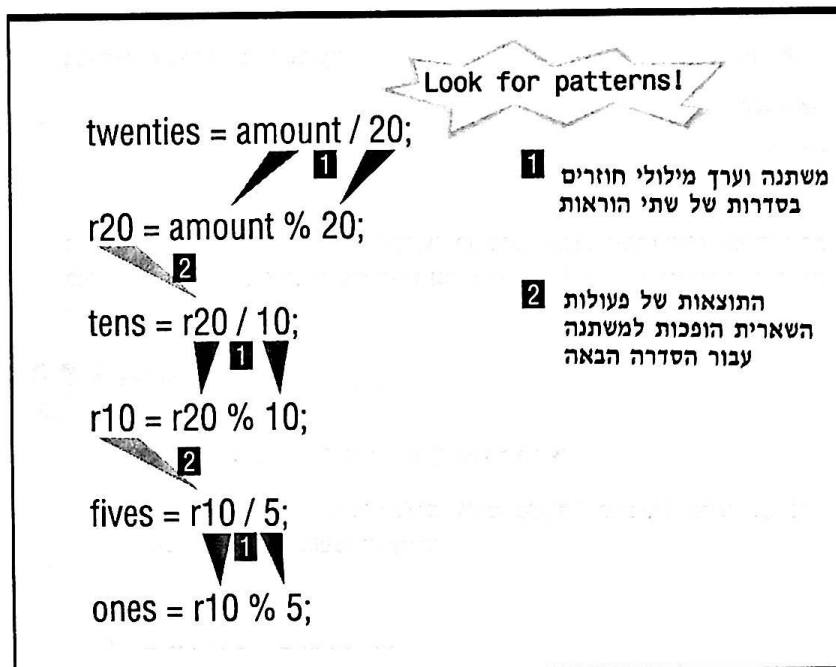 Look for patterns!
twenties = amount / 20;
1
r20 = amount % 20;
2
tens = r20 / 10;
1
r10 = r20 % 10;
2
fives = r10 / 5;
1
ones = r10 % 5;
1 משתנה וערך מילולי חוזרים
בסדרות של שתי הוראות
2 התוצאות של פעולות
השארית הופכות למשתנה
עבור הסדרה הבאה